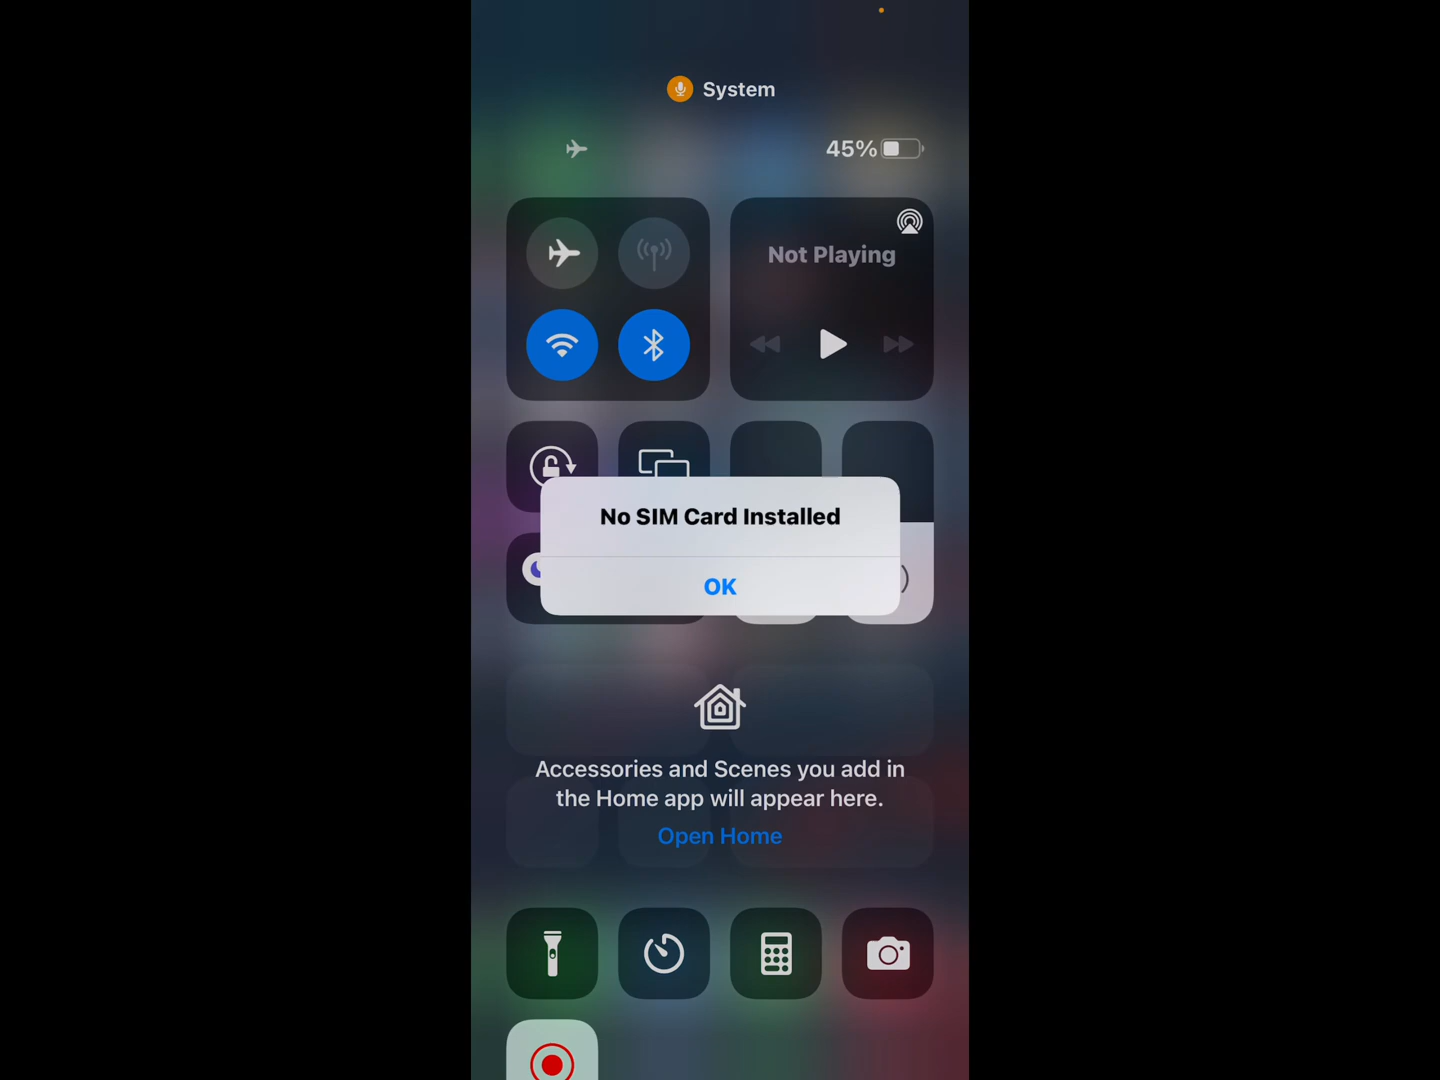 System
45%
Not Playing
No SIM Card Installed
OK
Accessories and Scenes you add in
the Home app will appear here.
Open Home